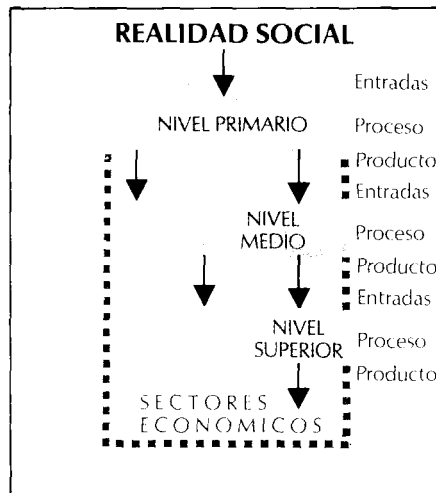 REALIDAD SOCIAL
Entradas
NIVEL PRIMARIO Proceso
Producto
Entradas
NIVEL
MEDIO Proceso
Producto
Entradas
NIVEL
SUPERIOR Proceso
Producto
SECTORES
ECONOMICOS